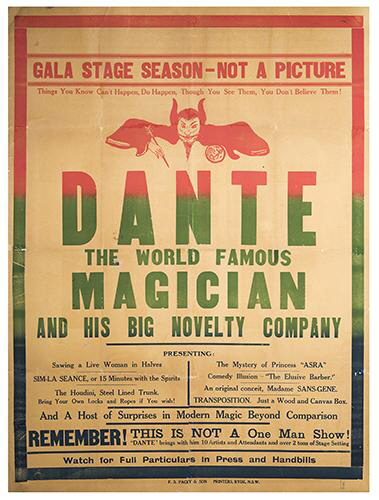 GALA STAGE SEASON-NOT A PICTURE
Things You Know Can't Happen, Do Happen, Though You See Them, You Don't Believe Them!
DANTE
THE WORLD FAMOUS
MAGICIAN
AND HIS BIG NOVELTY COMPANY
PRESENTING:
Sawing a Live Woman in Halves
SIM-LA SEANCE, or 15 Minutes with the Spirits
The Houdini, Steel Lined Trunk.
Bring Your Own Locks and Ropes if You wish!
The Mystery of Princess "ASRA"
Comedy Illusion - "The Elusive Barber."
An original conceit, Madame SANS-GENE.
TRANSPOSITION. Just a Wood and Canvas Box.
And A Host of Surprises in Modern Magic Beyond Comparison
REMEMBER! THIS IS NOT A One Man Show!
"DANTE" brings with him 10 Artists and Attendants and over 2 tons of Stage Setting
Watch for Full Particulars in Press and Handbills
PRINTERS, RYDE, N.S.W.